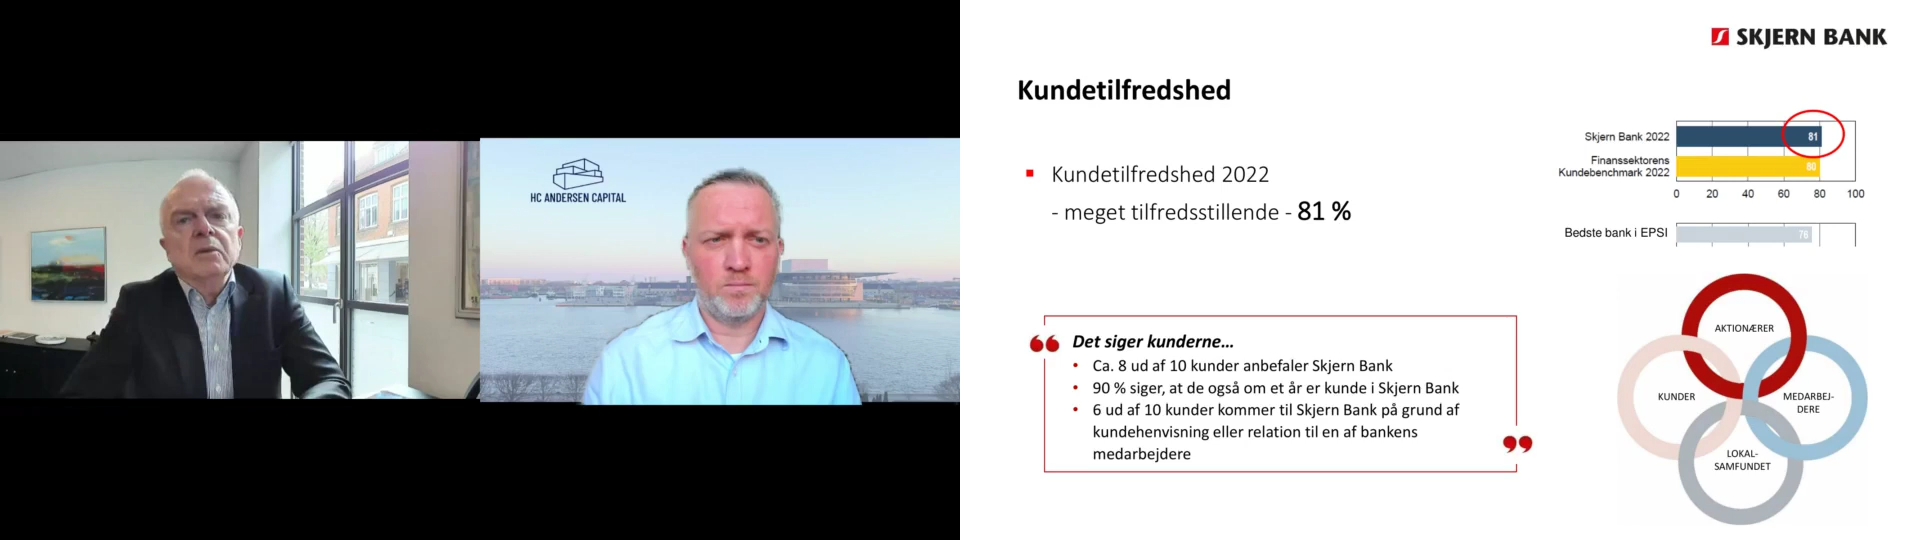 HC ANDERSEN CAPITAL
SKJERN BANK
Kundetilfredshed
Kundetilfredshed 2022
- meget tilfredsstillende - 81 %
Skjern Bank 2022
81
Finanssektorens
Kundebenchmark 2022
80
0 20 40 60 80 100
Bedste bank i EPSI
76
Det siger kunderne...
• Ca. 8 ud af 10 kunder anbefaler Skjern Bank
• 90 % siger, at de også om et år er kunde i Skjern Bank
• 6 ud af 10 kunder kommer til Skjern Bank på grund af
kundehenvisning eller relation til en af bankens
medarbejdere
AKTIONÆRER
KUNDER
MEDARBEJ-
DERE
LOKAL-
SAMFUNDET